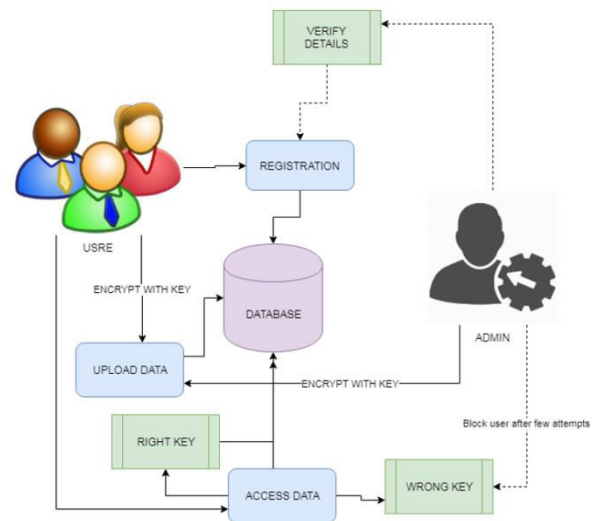 VERIFY
DETAILS
REGISTRATION
USRE
ENCRYPT WITH KEY
DATABASE
ADMIN
UPLOAD DATA
ENCRYPT WITH KEY
Block user after few attempts
RIGHT KEY
ACCESS DATA
WRONG KEY